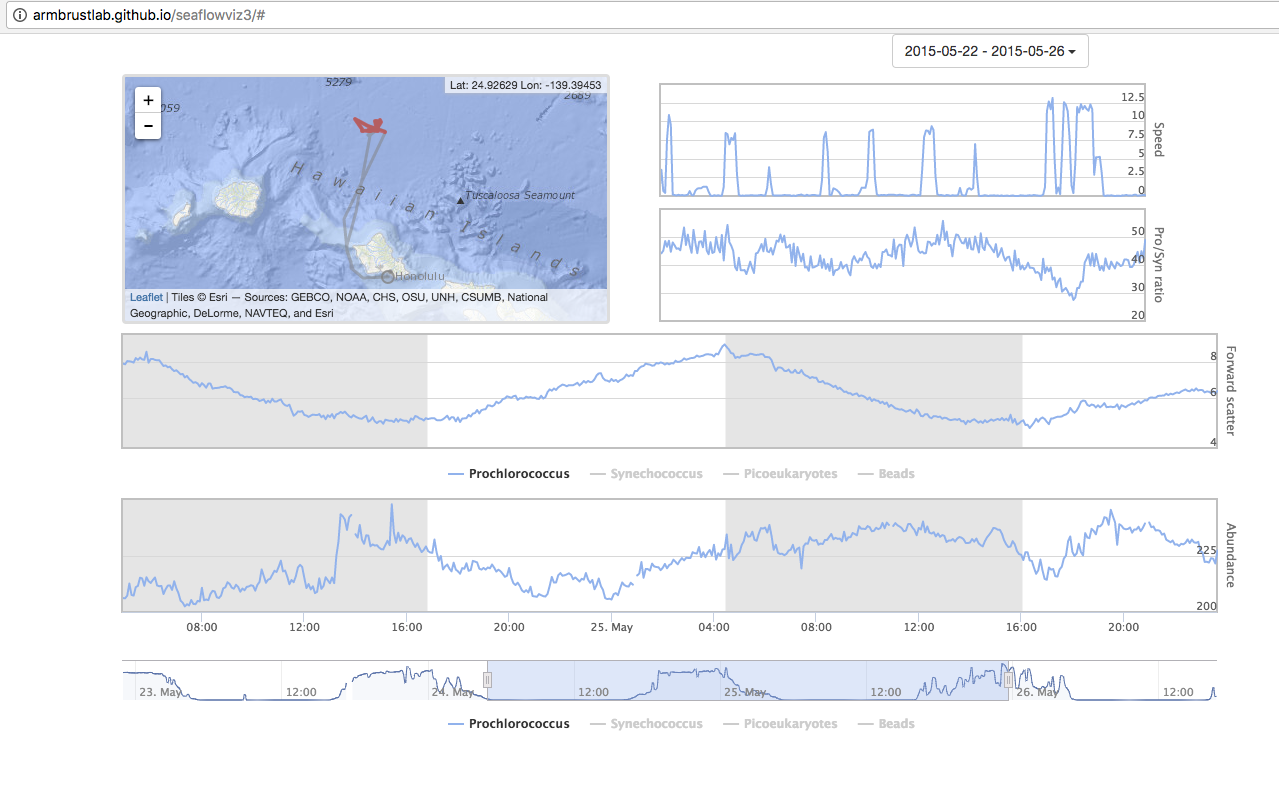 armbrustlab.github.io/seaflowviz3/#
2015-05-22 - 2015-05-26
5279
Lat: 24.92629 Lon: -139.39453
+
2689
059
−
Hawaiian Islands
Tuscaloosa Seamount
Honolulu
Leaflet | Tiles © Esri — Sources: GEBCO, NOAA, CHS, OSU, UNH, CSUMB, National
Geographic, DeLorme, NAVTEQ, and Esri
12.5
10
7.5
5
2.5
0
Speed
50
40
30
20
Pro/Syn ratio
8
6
4
Forward scatter
Prochlorococcus Synechococcus Picoeukaryotes Beads
225
200
Abundance
08:00 12:00 16:00 20:00 25. May 04:00 08:00 12:00 16:00 20:00
23. May 12:00 24. May 12:00 25. May 12:00 26. May 12:00
Prochlorococcus Synechococcus Picoeukaryotes Beads